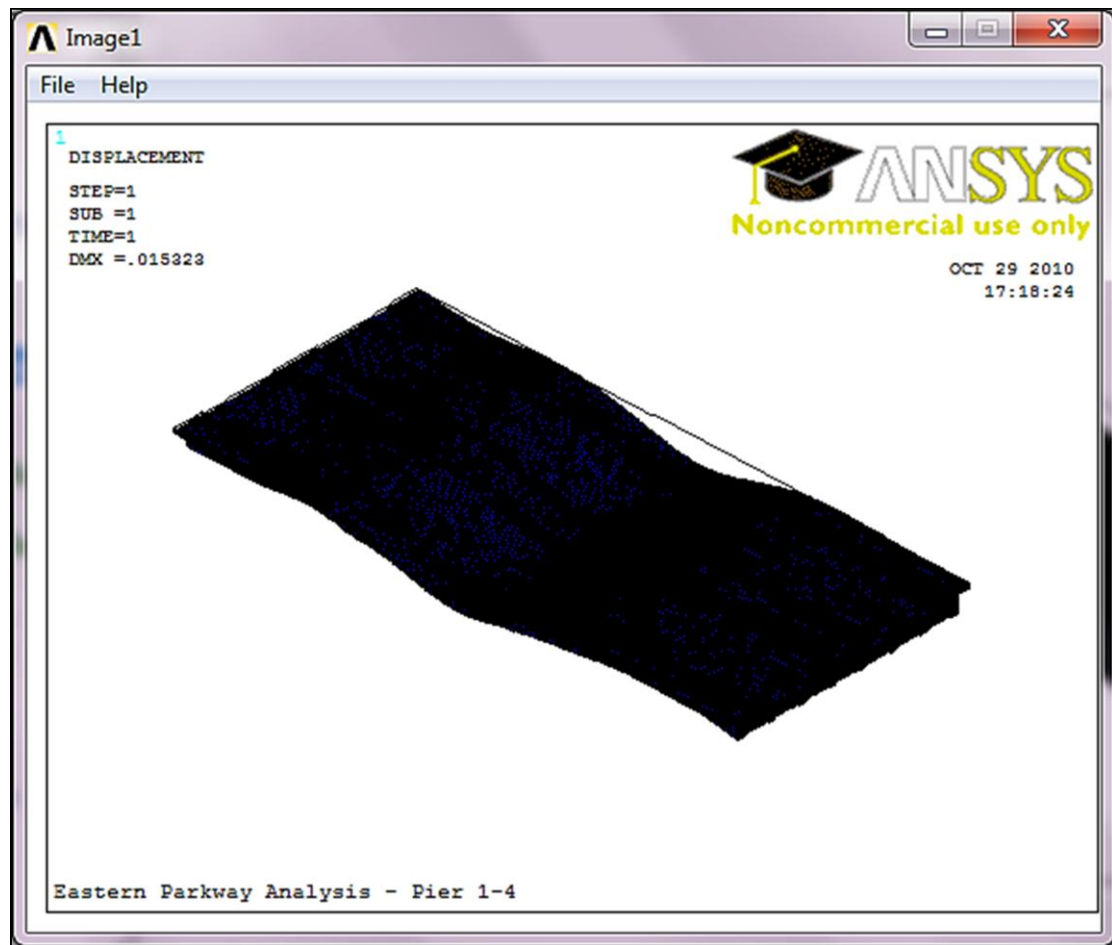 Image1
File Help
1
DISPLACEMENT
STEP=1
SUB =1
TIME=1
DMX =.015323
ANSYS
Noncommercial use only
OCT 29 2010
17:18:24
Eastern Parkway Analysis - Pier 1-4